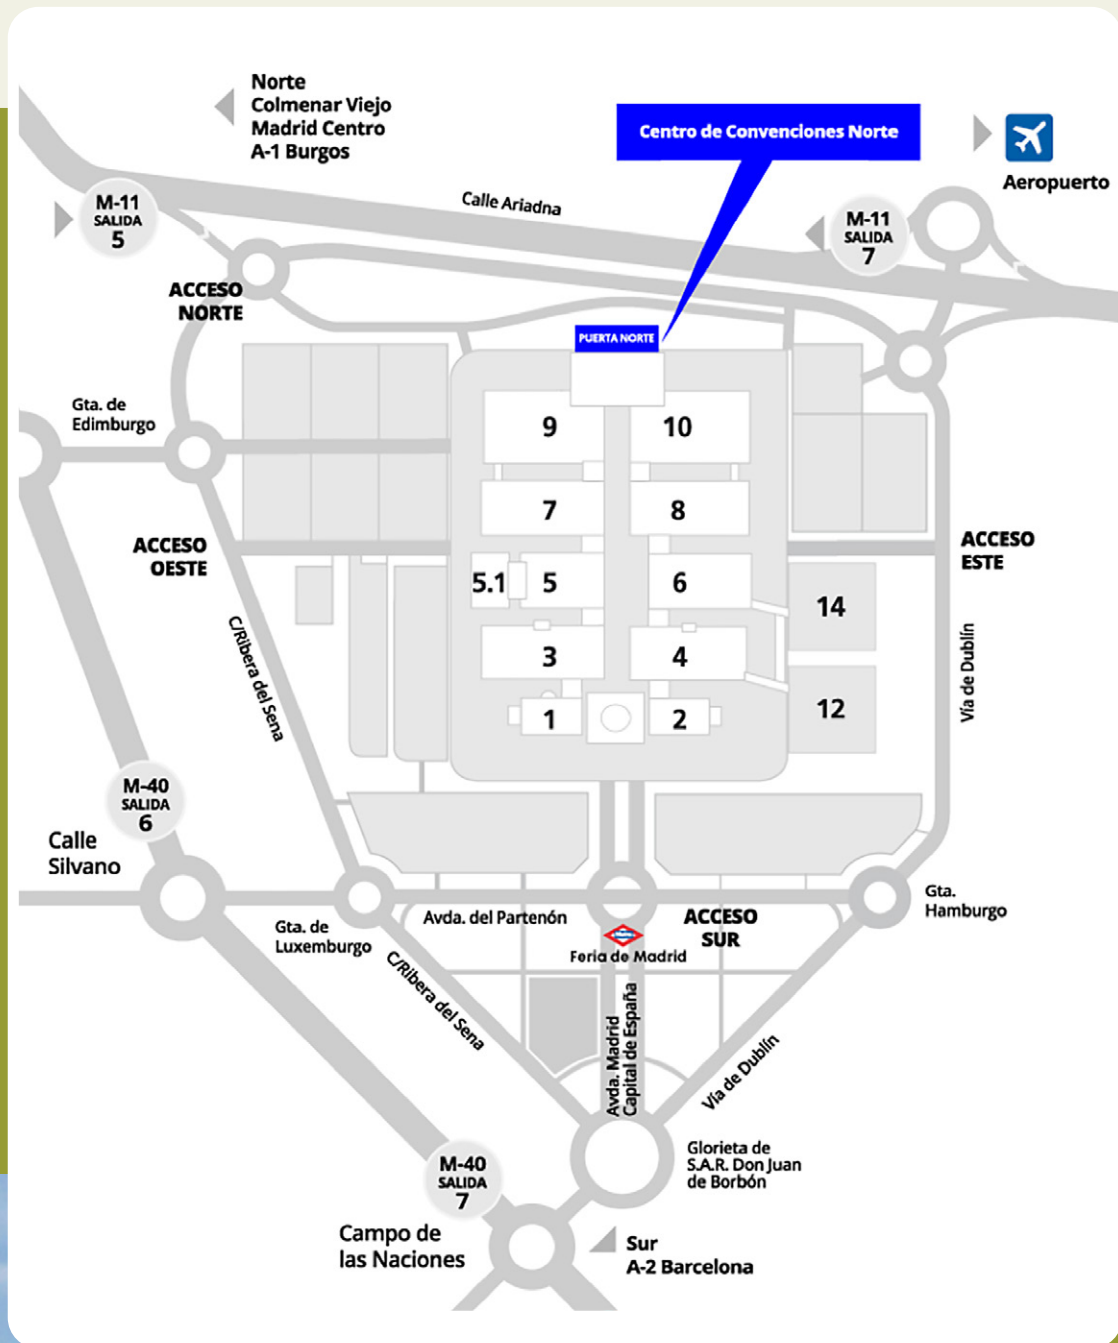 Norte
Colmenar Viejo
Madrid Centro
A-1 Burgos
Centro de Convenciones Norte
Aeropuerto
M-11
SALIDA
5
Calle Ariadna
M-11
SALIDA
7
ACCESO
NORTE
PUERTA NORTE
Gta. de
Edimburgo
9
10
7
8
ACCESO
OESTE
ACCESO
ESTE
5.1
5
6
14
C/Ribera del Sena
3
4
Vía de Dublín
12
1
2
M-40
SALIDA
6
Calle
Silvano
Gta. de
Luxemburgo
Avda. del Partenón
ACCESO
SUR
Gta.
Hamburgo
Feria de Madrid
C/Ribera del Sena
Avda. Madrid
Capital de España
Vía de Dublín
M-40
SALIDA
7
Glorieta de
S.A.R. Don Juan
de Borbón
Campo de
las Naciones
Sur
A-2 Barcelona